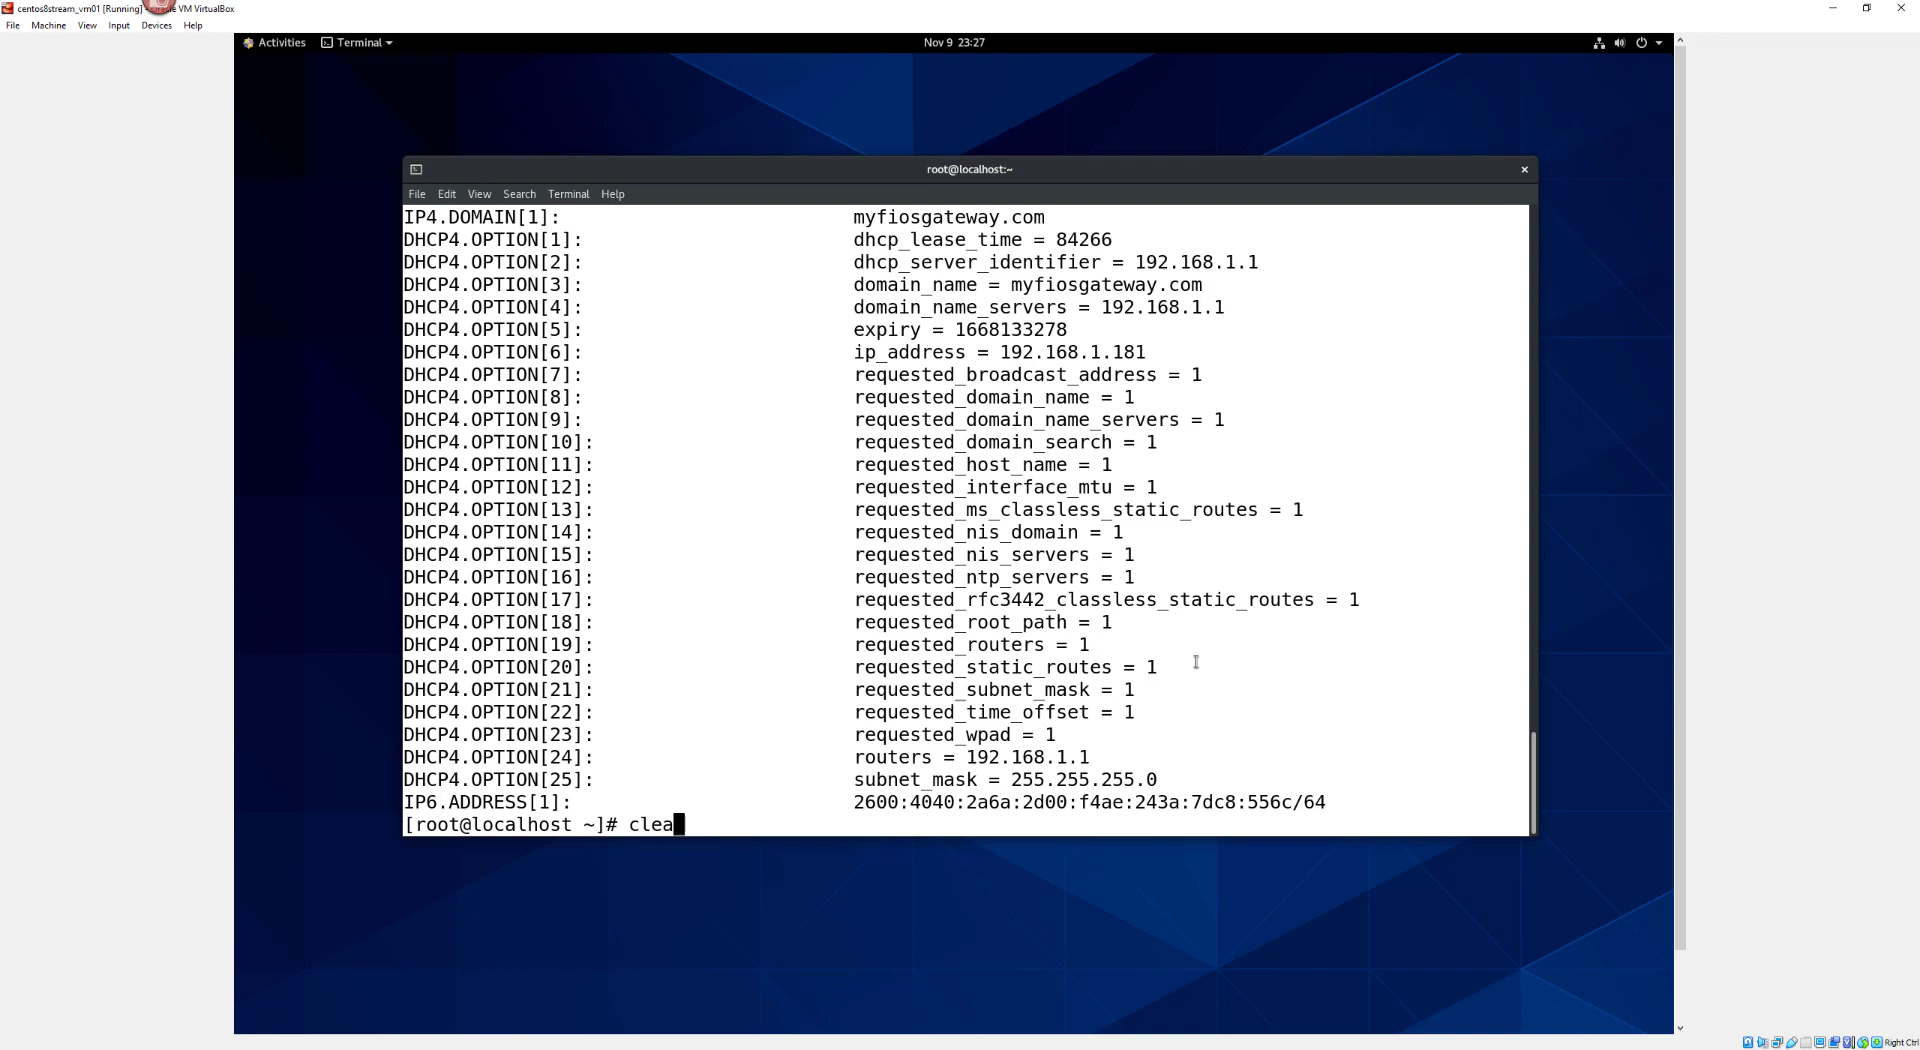 centos8stream_vm01 [Running] - Oracle VM VirtualBox
File Machine View Input Devices Help
Activities Terminal Nov 9 23:27
root@localhost:~
File Edit View Search Terminal Help
IP4.DOMAIN[1]: myfiosgateway.com
DHCP4.OPTION[1]: dhcp_lease_time = 84266
DHCP4.OPTION[2]: dhcp_server_identifier = 192.168.1.1
DHCP4.OPTION[3]: domain_name = myfiosgateway.com
DHCP4.OPTION[4]: domain_name_servers = 192.168.1.1
DHCP4.OPTION[5]: expiry = 1668133278
DHCP4.OPTION[6]: ip_address = 192.168.1.181
DHCP4.OPTION[7]: requested_broadcast_address = 1
DHCP4.OPTION[8]: requested_domain_name = 1
DHCP4.OPTION[9]: requested_domain_name_servers = 1
DHCP4.OPTION[10]: requested_domain_search = 1
DHCP4.OPTION[11]: requested_host_name = 1
DHCP4.OPTION[12]: requested_interface_mtu = 1
DHCP4.OPTION[13]: requested_ms_classless_static_routes = 1
DHCP4.OPTION[14]: requested_nis_domain = 1
DHCP4.OPTION[15]: requested_nis_servers = 1
DHCP4.OPTION[16]: requested_ntp_servers = 1
DHCP4.OPTION[17]: requested_rfc3442_classless_static_routes = 1
DHCP4.OPTION[18]: requested_root_path = 1
DHCP4.OPTION[19]: requested_routers = 1
DHCP4.OPTION[20]: requested_static_routes = 1
DHCP4.OPTION[21]: requested_subnet_mask = 1
DHCP4.OPTION[22]: requested_time_offset = 1
DHCP4.OPTION[23]: requested_wpad = 1
DHCP4.OPTION[24]: routers = 192.168.1.1
DHCP4.OPTION[25]: subnet_mask = 255.255.255.0
IP6.ADDRESS[1]: 2600:4040:2a6a:2d00:f4ae:243a:7dc8:556c/64
[root@localhost ~]# clea
Right Ctrl